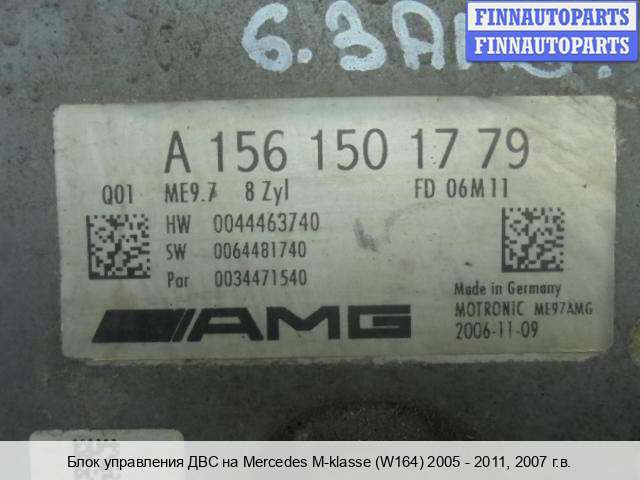 6.3 AMG
FINNAUTOPARTS
FINNAUTOPARTS
A 156 150 17 79
Q01 ME9.7 8 Zyl FD 06M11
HW 0044463740
SW 0064481740
Par 0034471540
Made in Germany
MOTRONIC ME97AMG
2006-11-09
AMG
Блок управления ДВС на Mercedes M-klasse (W164) 2005 - 2011, 2007 г.в.